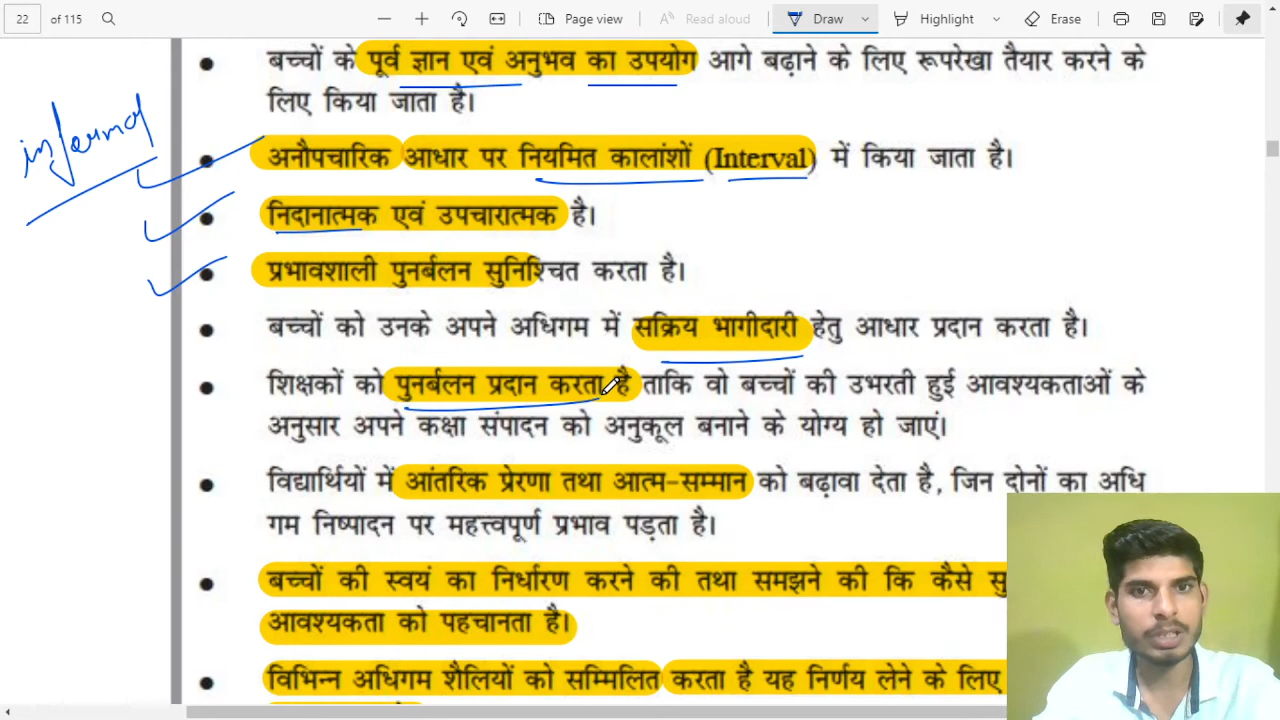 22 of 115 Page view Read aloud Draw Highlight Erase
बच्चों के पूर्व ज्ञान एवं अनुभव का उपयोग आगे बढ़ाने के लिए रूपरेखा तैयार करने के
लिए किया जाता है।
informal
अनौपचारिक आधार पर नियमित कालांशों (Interval) में किया जाता है।
निदानात्मक एवं उपचारात्मक है।
प्रभावशाली पुनर्बलन सुनिश्चित करता है।
बच्चों को उनके अपने अधिगम में सक्रिय भागीदारी हेतु आधार प्रदान करता है।
शिक्षकों को पुनर्बलन प्रदान करता है ताकि वो बच्चों की उभरती हुई आवश्यकताओं के
अनुसार अपने कक्षा संपादन को अनुकूल बनाने के योग्य हो जाएं।
विद्यार्थियों में आंतरिक प्रेरणा तथा आत्म-सम्मान को बढ़ावा देता है, जिन दोनों का अधि
गम निष्पादन पर महत्त्वपूर्ण प्रभाव पड़ता है।
बच्चों की स्वयं का निर्धारण करने की तथा समझने की कि कैसे
आवश्यकता को पहचानता है।
विभिन्न अधिगम शैलियों को सम्मिलित करता है यह निर्णय लेने के लिए